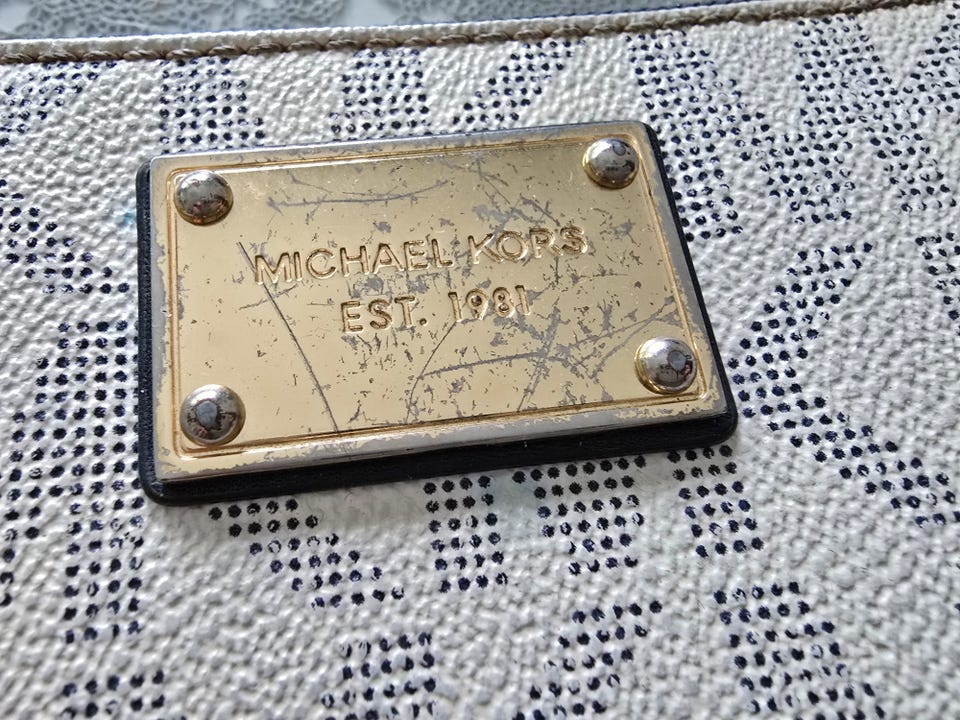 MICHAEL KORS
EST. 1981